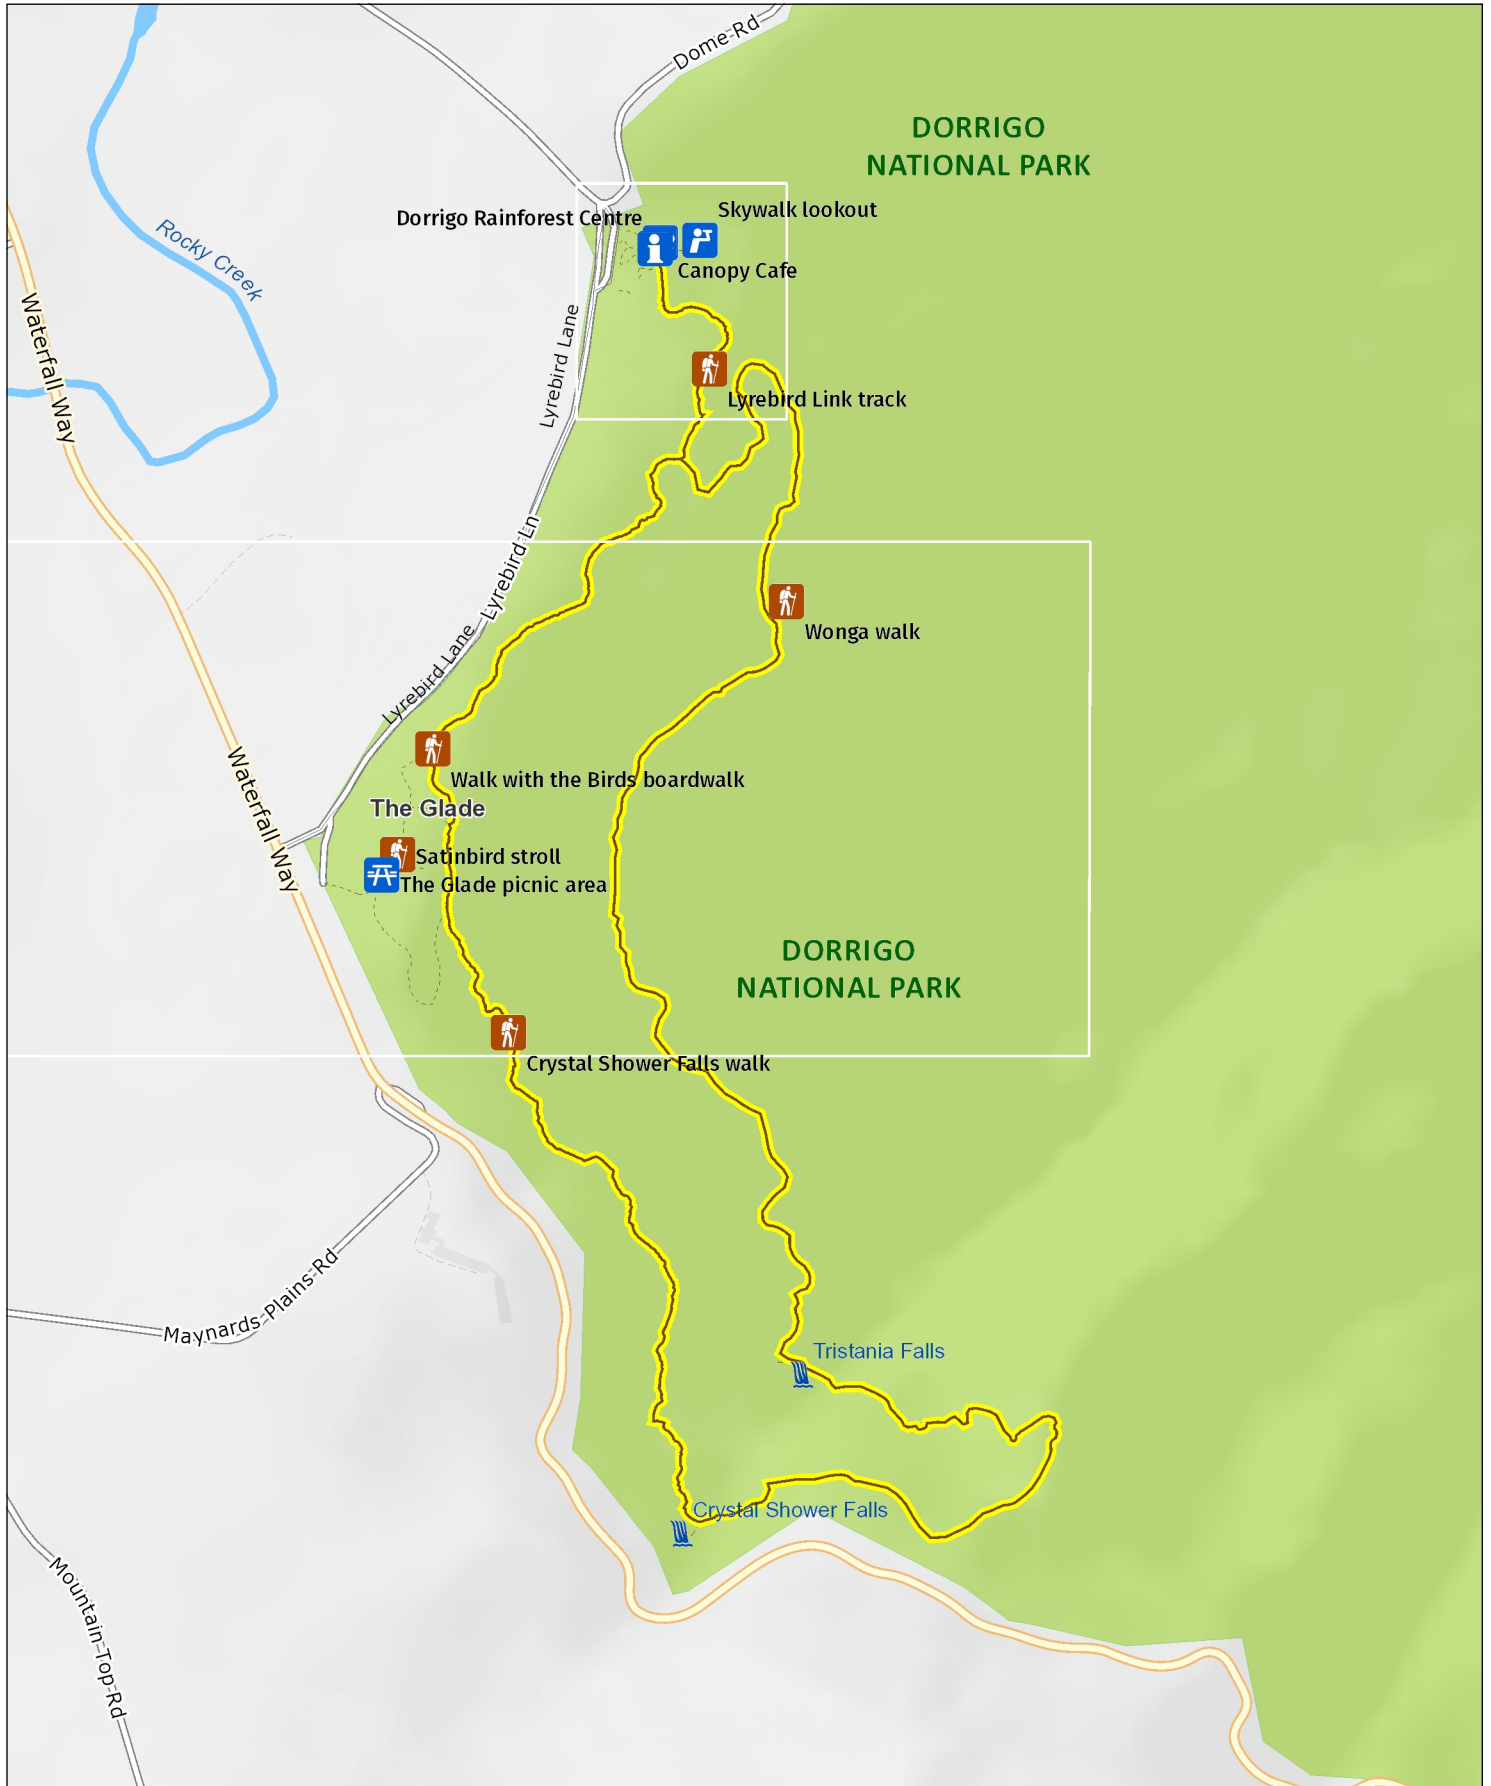 Dome-Rd
DORRIGO
NATIONAL PARK
Skywalk lookout
Dorrigo Rainforest Centre
Canopy Cafe
Rocky Creek
Waterfall-Way
Lyrebird Lane
Lyrebird Link track
Lyrebird-Ln
Wonga walk
Lyrebird Lane
Walk with the Birds boardwalk
The Glade
Waterfall-Way
Satinbird stroll
The Glade picnic area
DORRIGO
NATIONAL PARK
Crystal Shower Falls walk
Maynards Plains-Rd
Tristania Falls
Crystal Shower Falls
Mountain-Top-Rd